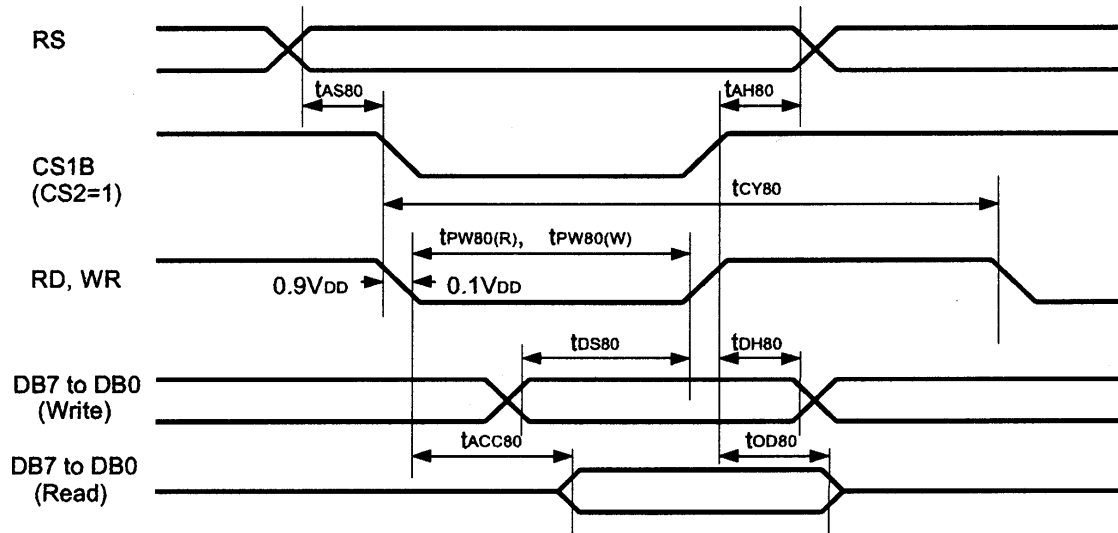 RS
tAS80
tAH80
CS1B
(CS2=1)
tCY80
tPW80(R), tPW80(W)
RD, WR
0.9VDD
0.1VDD
tDS80
tDH80
DB7 to DB0
(Write)
tACC80
tOD80
DB7 to DB0
(Read)